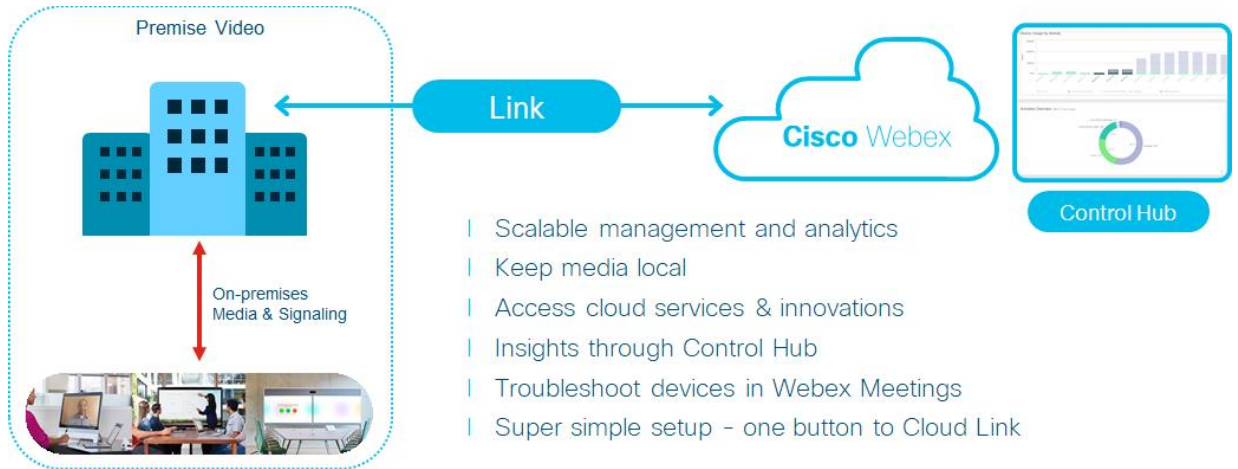 Premise Video
Link
Cisco Webex
Control Hub
On-premises
Media & Signaling
Scalable management and analytics
Keep media local
Access cloud services & innovations
Insights through Control Hub
Troubleshoot devices in Webex Meetings
Super simple setup - one button to Cloud Link